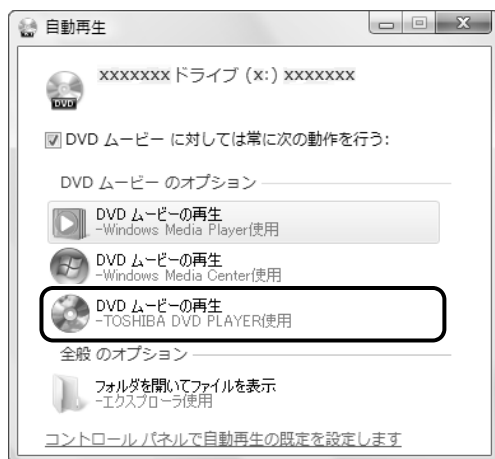 自動再生
xxxxxxxドライブ (x:) xxxxxxx
DVD
DVD ムービー に対しては常に次の動作を行う:
DVD ムービー のオプション
DVD ムービーの再生
-Windows Media Player使用
DVD ムービーの再生
-Windows Media Center使用
DVD ムービーの再生
-TOSHIBA DVD PLAYER使用
全般 のオプション
フォルダを開いてファイルを表示
-エクスプローラ使用
コントロール パネルで自動再生の既定を設定します